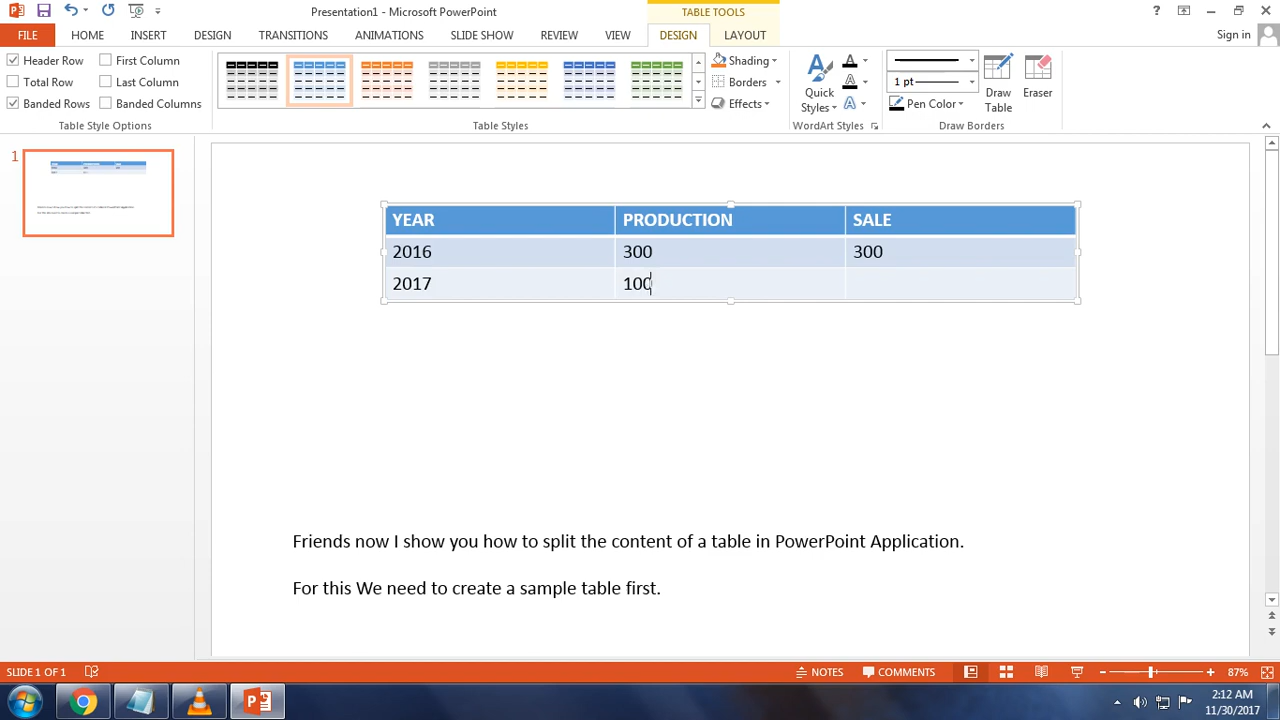 Presentation1 - Microsoft PowerPoint
TABLE TOOLS
?
FILE HOME INSERT DESIGN TRANSITIONS ANIMATIONS SLIDE SHOW REVIEW VIEW DESIGN LAYOUT Sign in
Header Row First Column
Total Row Last Column
Banded Rows Banded Columns
Table Style Options
Table Styles
Shading
Borders
Effects
Quick Styles
WordArt Styles
1 pt
Pen Color
Draw Table
Eraser
Draw Borders
1
YEAR PRODUCTION SALE
2016 300 300
2017 100
Friends now I show you how to split the content of a table in PowerPoint Application.
For this We need to create a sample table first.
SLIDE 1 OF 1 NOTES COMMENTS 87%
2:12 AM
11/30/2017